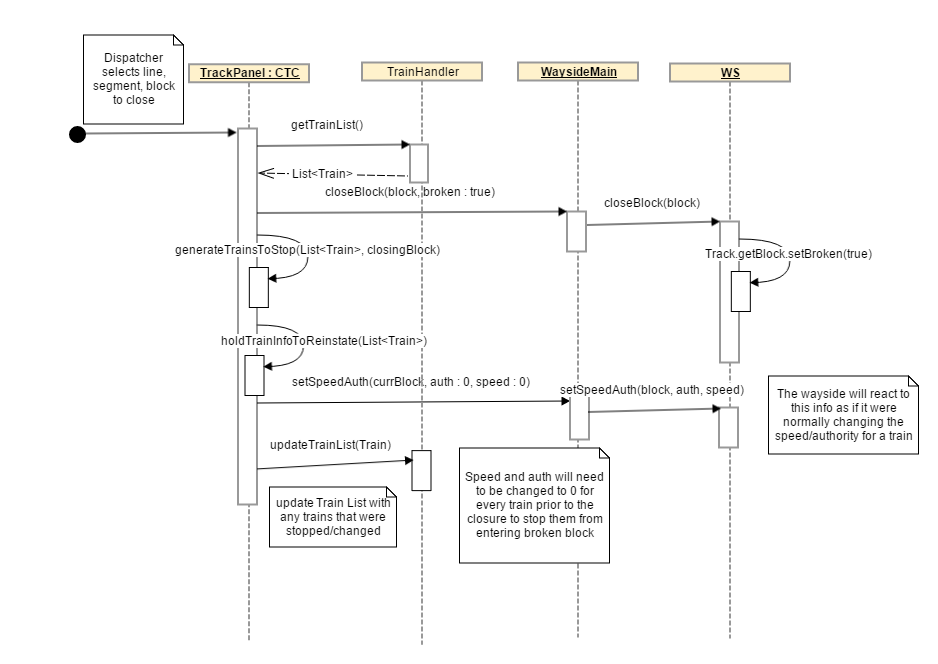 Dispatcher
selects line,
segment, block
to close
TrackPanel : CTC
TrainHandler
WaysideMain
WS
getTrainList()
List<Train>
closeBlock(block, broken : true)
closeBlock(block)
generateTrainsToStop(List<Train>, closingBlock)
Track.getBlock.setBroken(true)
holdTrainInfoToReinstate(List<Train>)
setSpeedAuth(currBlock, auth : 0, speed : 0)
setSpeedAuth(block, auth, speed)
The wayside will react to
this info as if it were
normally changing the
speed/authority for a train
updateTrainList(Train)
update Train List with
any trains that were
stopped/changed
Speed and auth will need
to be changed to 0 for
every train prior to the
closure to stop them from
entering broken block